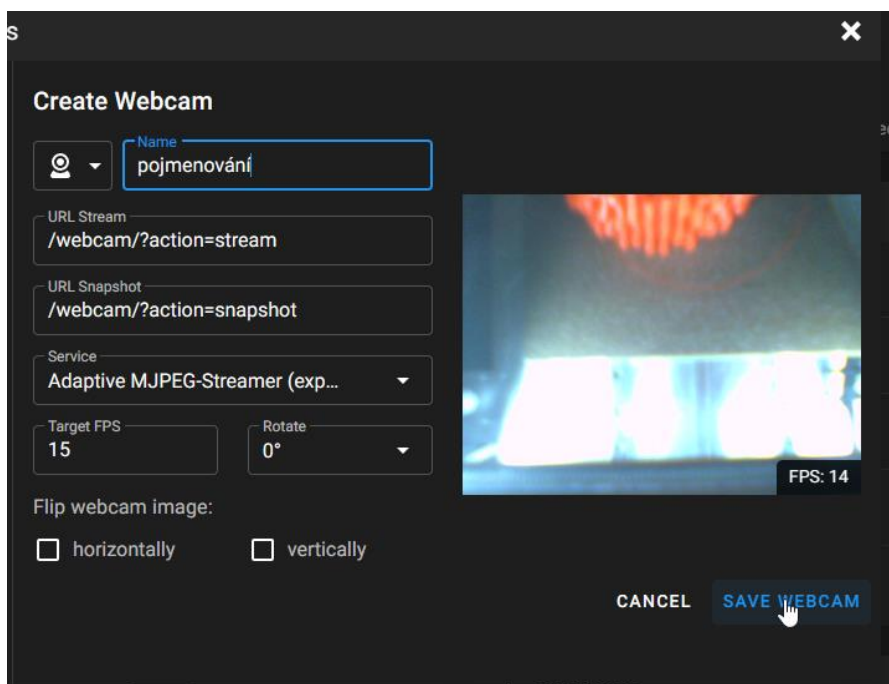 s
Create Webcam
Name
pojmenování
URL Stream
/webcam/?action=stream
URL Snapshot
/webcam/?action=snapshot
Service
Adaptive MJPEG-Streamer (exp...
Target FPS
15
Rotate
0°
FPS: 14
Flip webcam image:
horizontally
vertically
CANCEL
SAVE WEBCAM